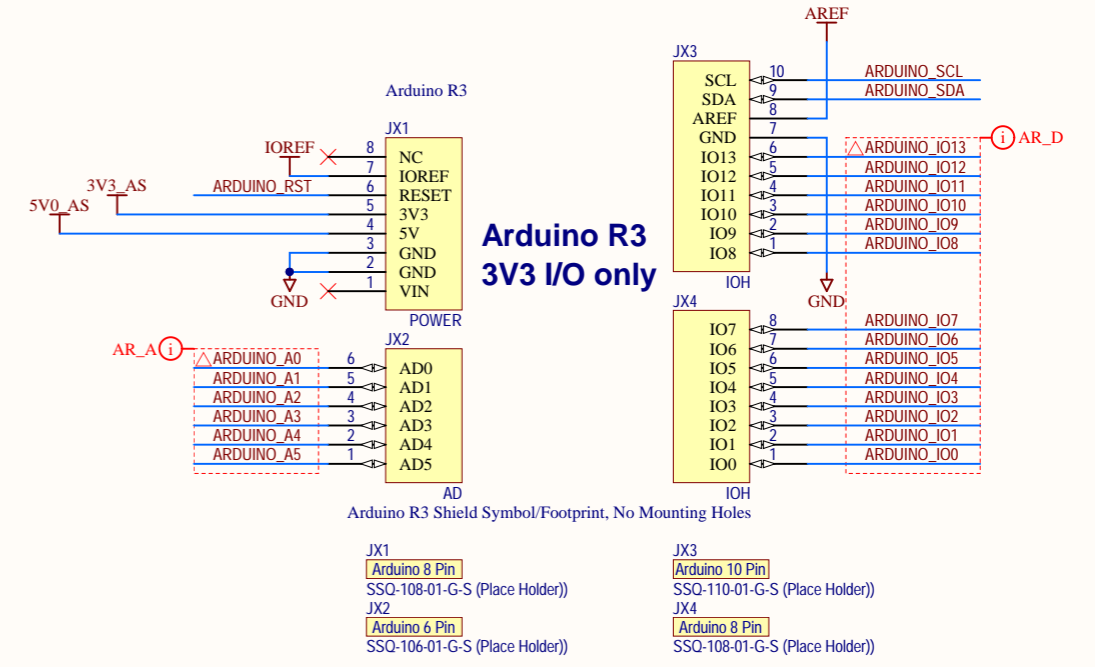 AREF
JX3
10 ARDUINO_SCL
SCL
9 ARDUINO_SDA
SDA
8
AREF
7
GND
6 ARDUINO_IO13
IO13
5 ARDUINO_IO12
IO12
4 ARDUINO_IO11
IO11
3 ARDUINO_IO10
IO10
2 ARDUINO_IO9
IO9
1 ARDUINO_IO8
IO8
IOH
GND
i AR_D
Arduino R3
JX1
IOREF 8
NC
7
IOREF
ARDUINO_RST 6
RESET
3V3_AS 5
3V3
5V0_AS 4
5V
3
GND
2
GND
1
VIN
GND
POWER
Arduino R3
3V3 I/O only
JX2
AR_A i
ARDUINO_A0 6
AD0
ARDUINO_A1 5
AD1
ARDUINO_A2 4
AD2
ARDUINO_A3 3
AD3
ARDUINO_A4 2
AD4
ARDUINO_A5 1
AD5
AD
JX4
8 ARDUINO_IO7
IO7
7 ARDUINO_IO6
IO6
6 ARDUINO_IO5
IO5
5 ARDUINO_IO4
IO4
4 ARDUINO_IO3
IO3
3 ARDUINO_IO2
IO2
2 ARDUINO_IO1
IO1
1 ARDUINO_IO0
IO0
IOH
Arduino R3 Shield Symbol/Footprint, No Mounting Holes
JX1
Arduino 8 Pin
SSQ-108-01-G-S (Place Holder))
JX2
Arduino 6 Pin
SSQ-106-01-G-S (Place Holder))
JX3
Arduino 10 Pin
SSQ-110-01-G-S (Place Holder))
JX4
Arduino 8 Pin
SSQ-108-01-G-S (Place Holder))